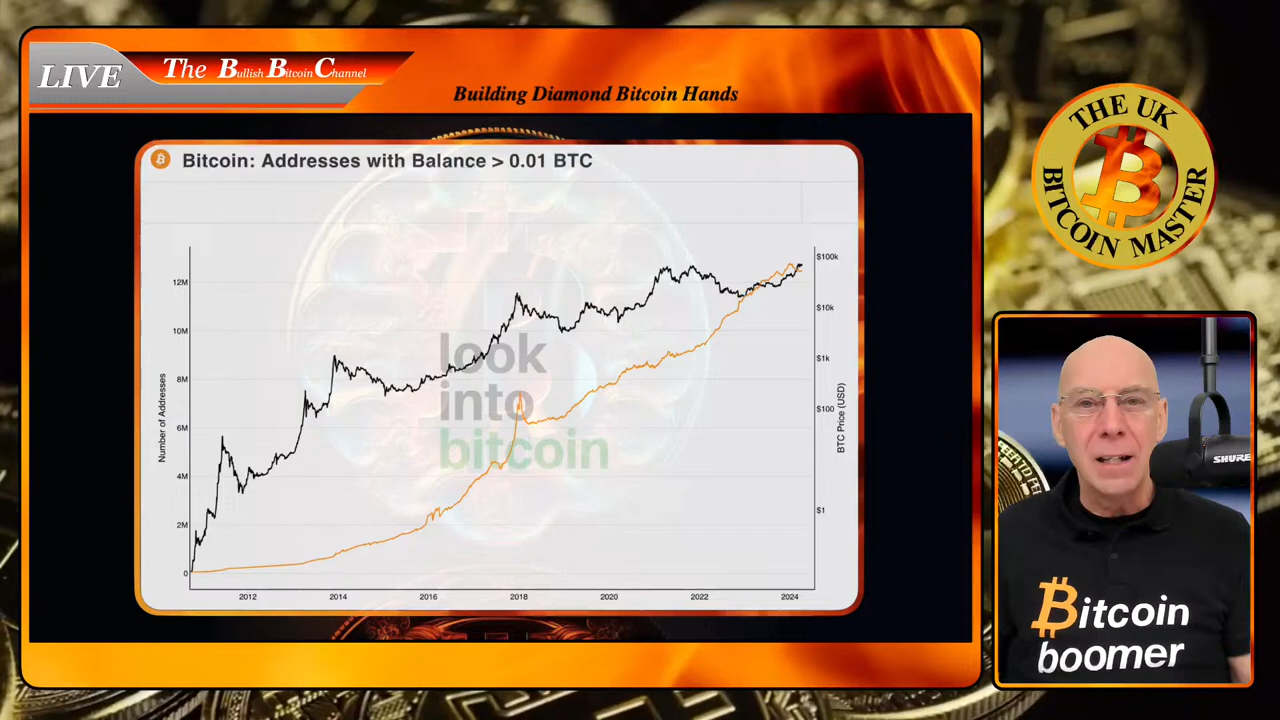 LIVE
The Bullish Bitcoin Channel
Building Diamond Bitcoin Hands
Bitcoin: Addresses with Balance > 0.01 BTC
12M
10M
8M
6M
4M
2M
0
Number of Addresses
$100k
$10k
$1k
$100
$1
BTC Price (USD)
2012
2014
2016
2018
2020
2022
2024
look
into
bitcoin
THE UK
BITCOIN MASTER
SHURE
Bitcoin
boomer